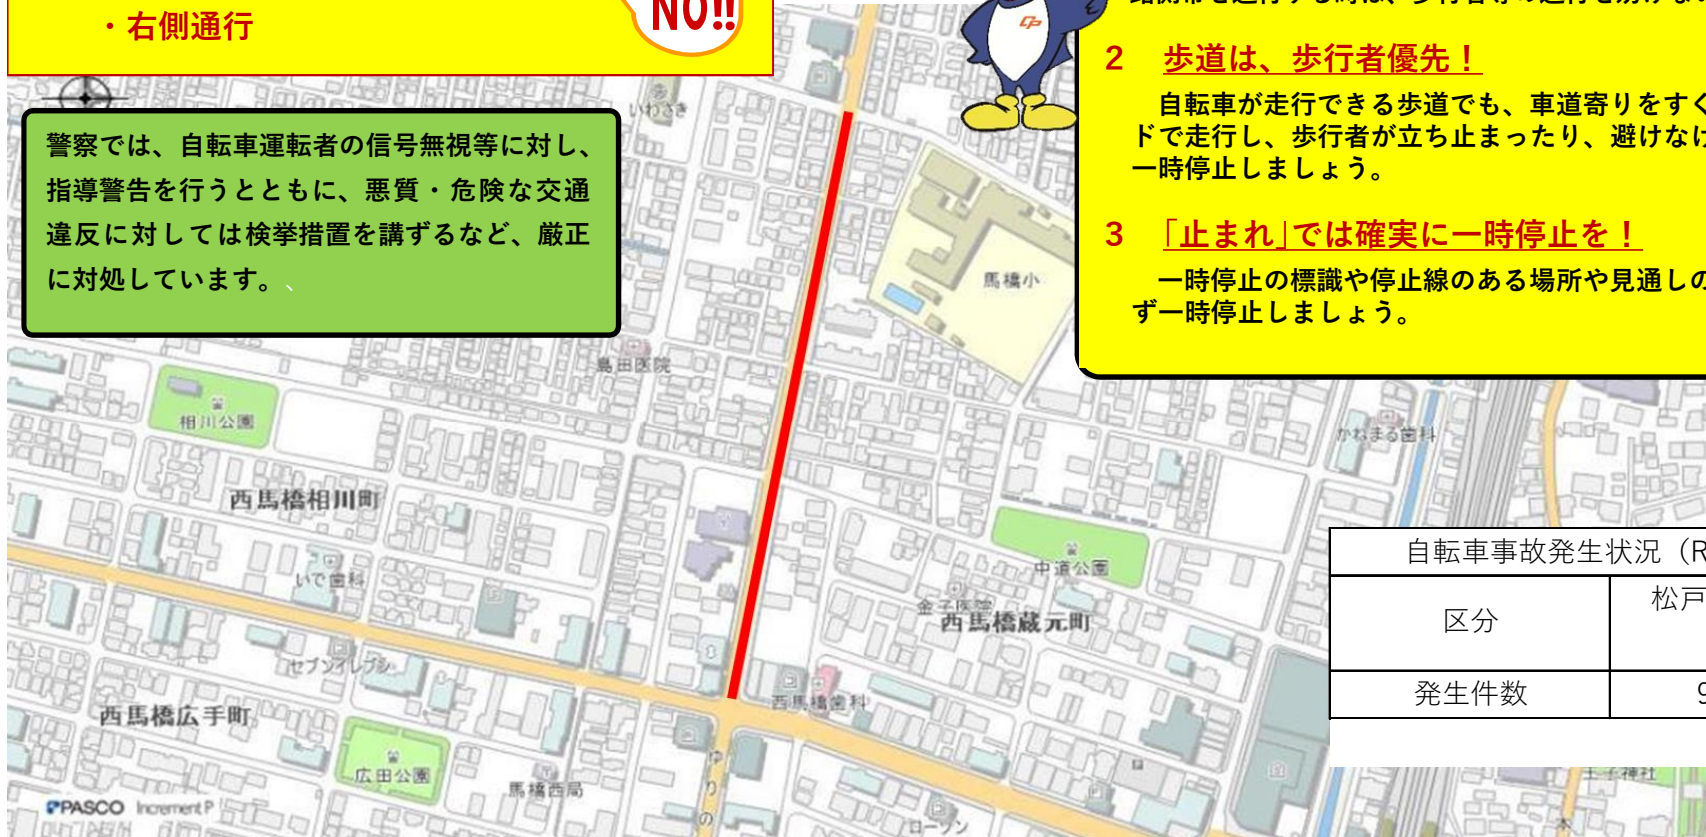 ・右側通行
NO!!
警察では、自転車運転者の信号無視等に対し、
指導警告を行うとともに、悪質・危険な交通
違反に対しては検挙措置を講ずるなど、厳正
に対処しています。、
2 歩道は、歩行者優先！
自転車が走行できる歩道でも、車道寄りをすぐ
ドで走行し、歩行者が立ち止まったり、避けなけ
一時停止しましょう。
3 「止まれ」では確実に一時停止を！
一時停止の標識や停止線のある場所や見通しの
ず一時停止しましょう。
いわさき
馬橋小
島田医院
相川公園
かねまる歯科
西馬橋相川町
中道公園
いで歯科
金子医院
西馬橋蔵元町
セブンイレブン
西馬橋歯科
西馬橋広手町
広田公園
馬橋西局
ゆりの
ローソン
王子神社
PASCO Increment P
自転車事故発生状況（R
区分
松戸
発生件数
9